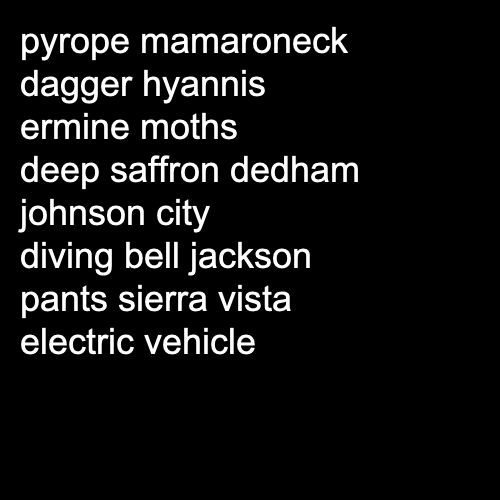 pyrope mamaroneck
dagger hyannis
ermine moths
deep saffron dedham
johnson city
diving bell jackson
pants sierra vista
electric vehicle